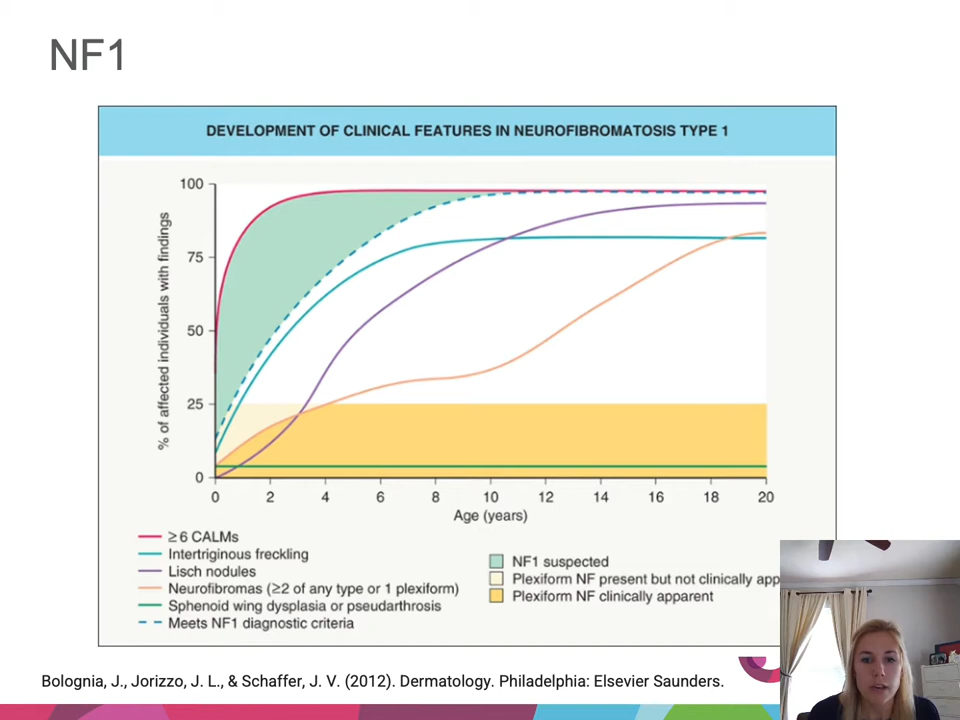 NF1
DEVELOPMENT OF CLINICAL FEATURES IN NEUROFIBROMATOSIS TYPE 1
% of affected individuals with findings
100
75
50
25
0
0 2 4 6 8 10 12 14 16 18 20
Age (years)
≥ 6 CALMs
Intertriginous freckling
Lisch nodules
Neurofibromas (≥2 of any type or 1 plexiform)
Sphenoid wing dysplasia or pseudarthrosis
Meets NF1 diagnostic criteria
NF1 suspected
Plexiform NF present but not clinically app
Plexiform NF clinically apparent
Bolognia, J., Jorizzo, J. L., & Schaffer, J. V. (2012). Dermatology. Philadelphia: Elsevier Saunders.